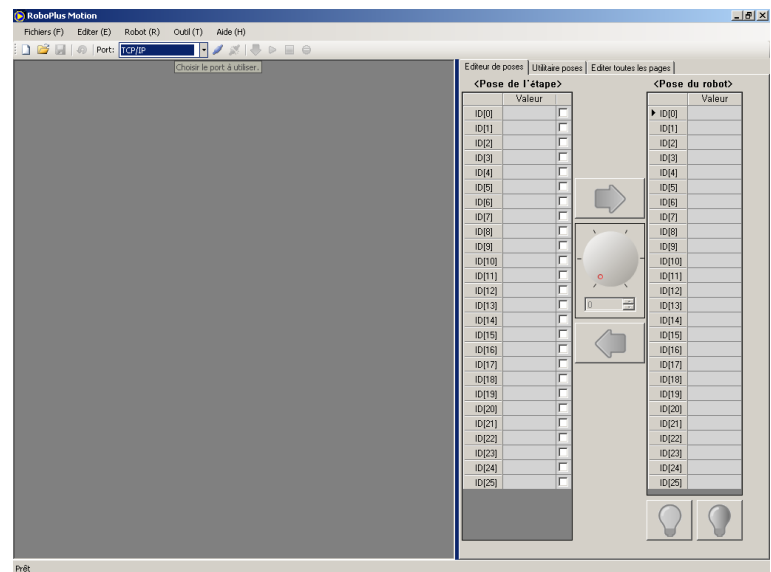 RoboPlus Motion
Fichiers (F) Editer (E) Robot (R) Outil (T) Aide (H)
Port: TCP/IP
Choisir le port à utiliser.
Editeur de poses Utilitaire poses Editer toutes les pages
<Pose de l'étape> <Pose du robot>
Valeur Valeur
ID[0] ID[0]
ID[1] ID[1]
ID[2] ID[2]
ID[3] ID[3]
ID[4] ID[4]
ID[5] ID[5]
ID[6] ID[6]
ID[7] ID[7]
ID[8] ID[8]
ID[9] ID[9]
ID[10] ID[10]
ID[11] ID[11]
ID[12] ID[12]
ID[13] 0 ID[13]
ID[14] ID[14]
ID[15] ID[15]
ID[16] ID[16]
ID[17] ID[17]
ID[18] ID[18]
ID[19] ID[19]
ID[20] ID[20]
ID[21] ID[21]
ID[22] ID[22]
ID[23] ID[23]
ID[24] ID[24]
ID[25] ID[25]
Prêt